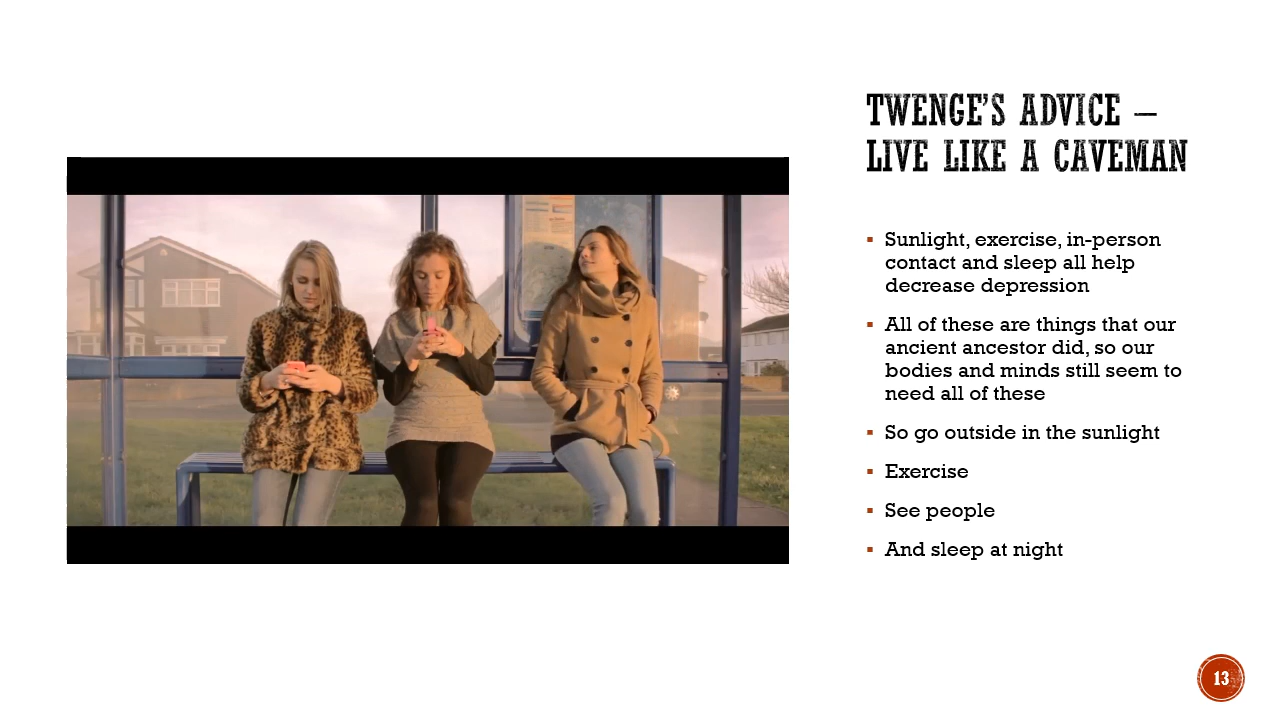 TWENGE'S ADVICE –
LIVE LIKE A CAVEMAN
▪ Sunlight, exercise, in-person
contact and sleep all help
decrease depression
▪ All of these are things that our
ancient ancestor did, so our
bodies and minds still seem to
need all of these
▪ So go outside in the sunlight
▪ Exercise
▪ See people
▪ And sleep at night
13